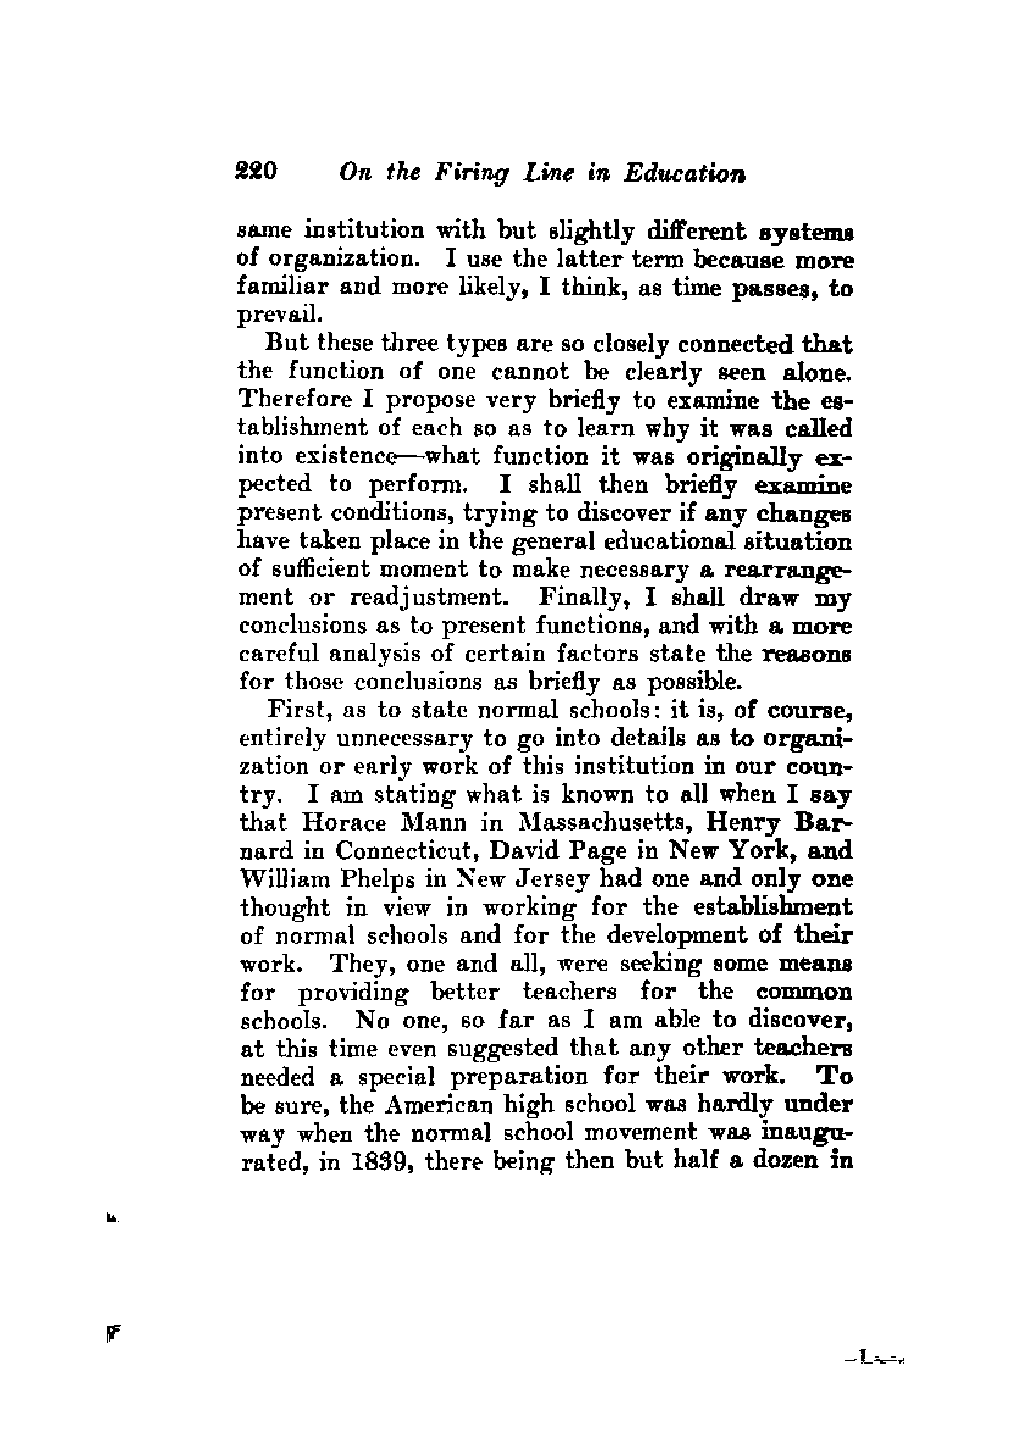 220 On the Firing Line in Education
same institution with but slightly different systems
of organization. I use the latter term because more
familiar and more likely, I think, as time passes, to
prevail.
But these three types are so closely connected that
the function of one cannot be clearly seen alone.
Therefore I propose very briefly to examine the es-
tablishment of each so as to learn why it was called
into existence—what function it was originally ex-
pected to perform. I shall then briefly examine
present conditions, trying to discover if any changes
have taken place in the general educational situation
of sufficient moment to make necessary a rearrange-
ment or readjustment. Finally, I shall draw my
conclusions as to present functions, and with a more
careful analysis of certain factors state the reasons
for those conclusions as briefly as possible.
First, as to state normal schools: it is, of course,
entirely unnecessary to go into details as to organi-
zation or early work of this institution in our coun-
try. I am stating what is known to all when I say
that Horace Mann in Massachusetts, Henry Bar-
nard in Connecticut, David Page in New York, and
William Phelps in New Jersey had one and only one
thought in view in working for the establishment
of normal schools and for the development of their
work. They, one and all, were seeking some means
for providing better teachers for the common
schools. No one, so far as I am able to discover,
at this time even suggested that any other teachers
needed a special preparation for their work. To
be sure, the American high school was hardly under
way when the normal school movement was inaugu-
rated, in 1839, there being then but half a dozen in